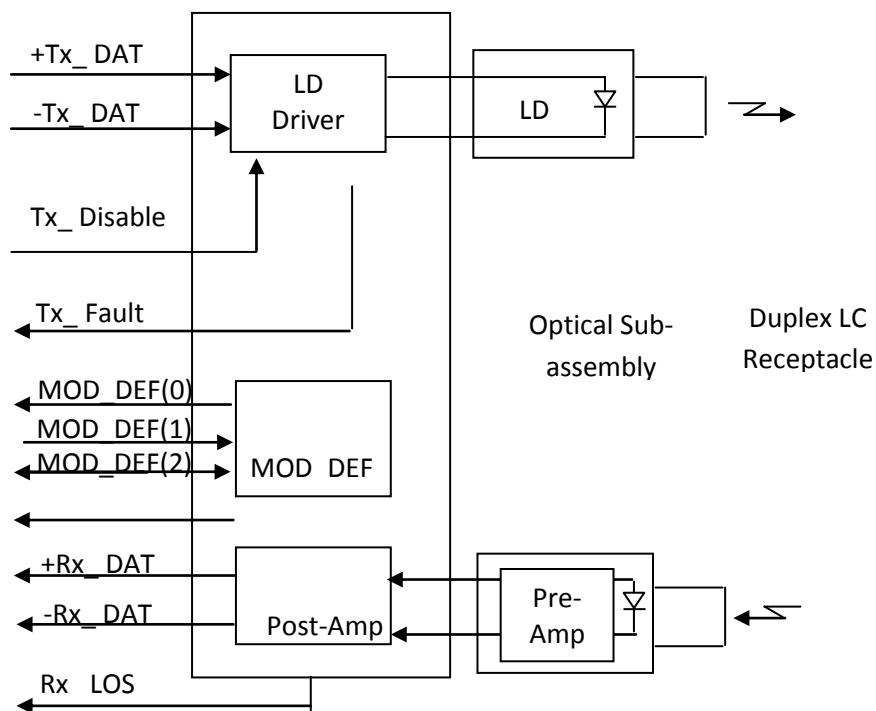 +Tx_ DAT
-Tx_ DAT
LD
Driver
LD
Tx_ Disable
Tx_ Fault
Optical Sub-
assembly
Duplex LC
Receptacle
MOD_DEF(0)
MOD_DEF(1)
MOD_DEF(2)
MOD DEF
+Rx_ DAT
-Rx_ DAT
Post-Amp
Pre-
Amp
Rx LOS